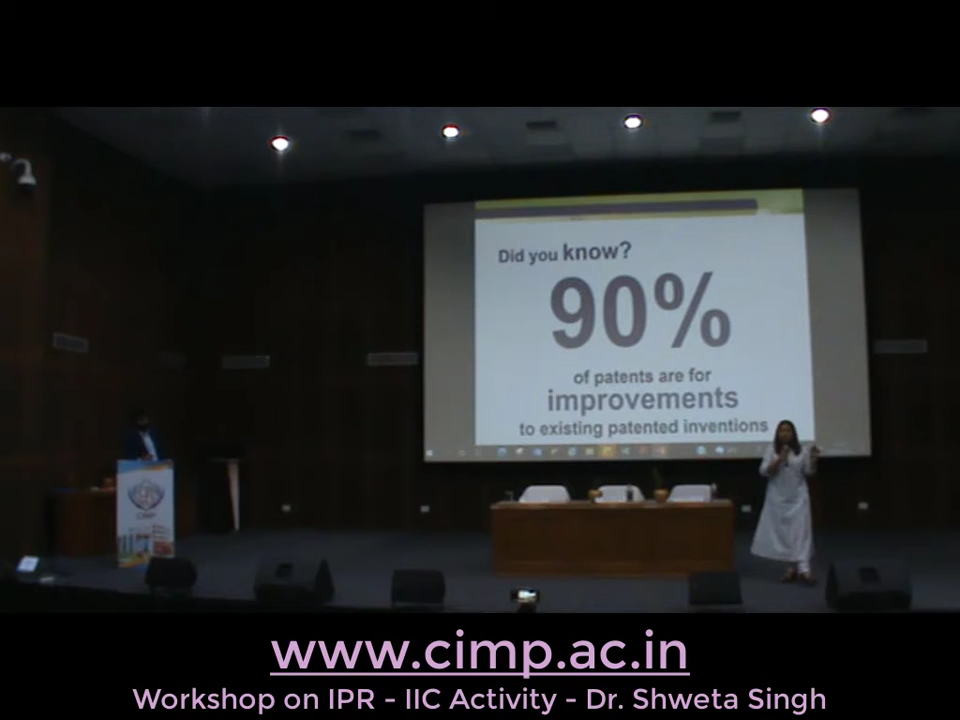 Did you know?
90%
of patents are for
improvements
to existing patented inventions
CIMP
www.cimp.ac.in
Workshop on IPR - IIC Activity - Dr. Shweta Singh